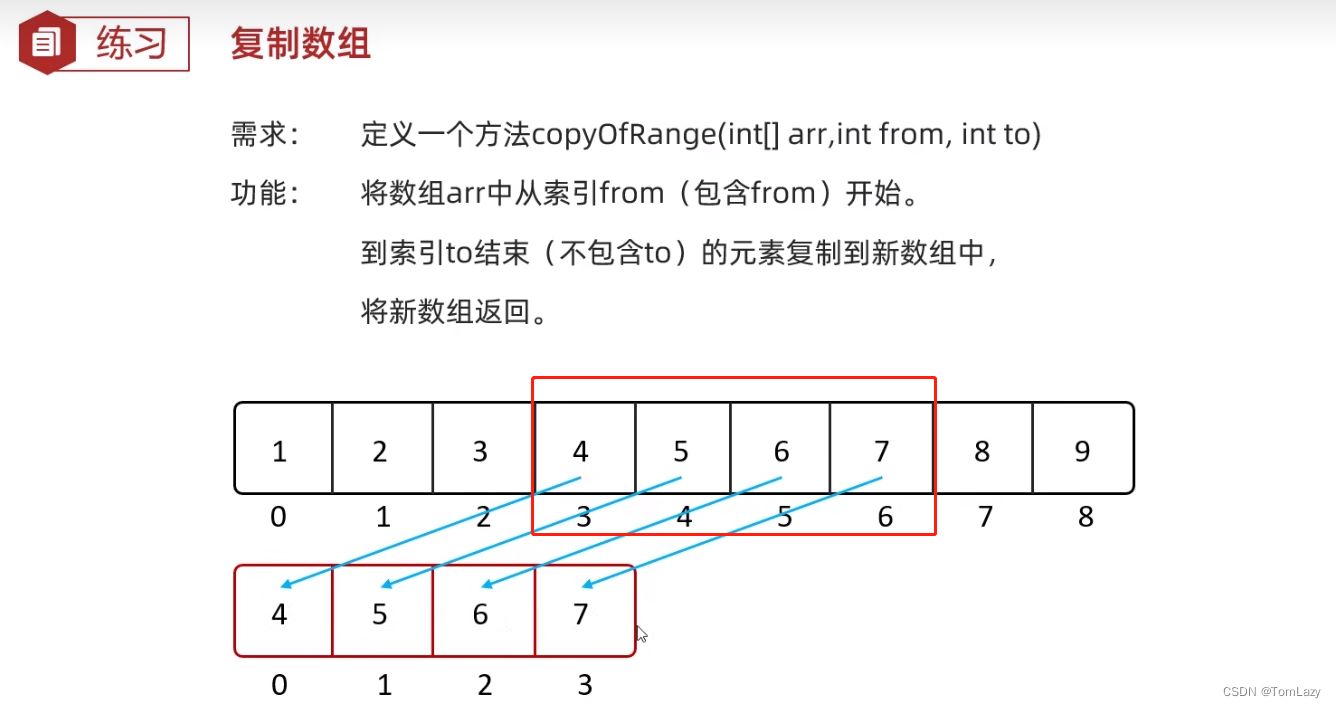 练习 复制数组
需求： 定义一个方法copyOfRange(int[] arr,int from, int to)
功能： 将数组arr中从索引from（包含from）开始。
到索引to结束（不包含to）的元素复制到新数组中，
将新数组返回。
1 2 3 4 5 6 7 8 9
0 1 2 3 4 5 6 7 8
4 5 6 7
0 1 2 3
CSDN @TomLazy